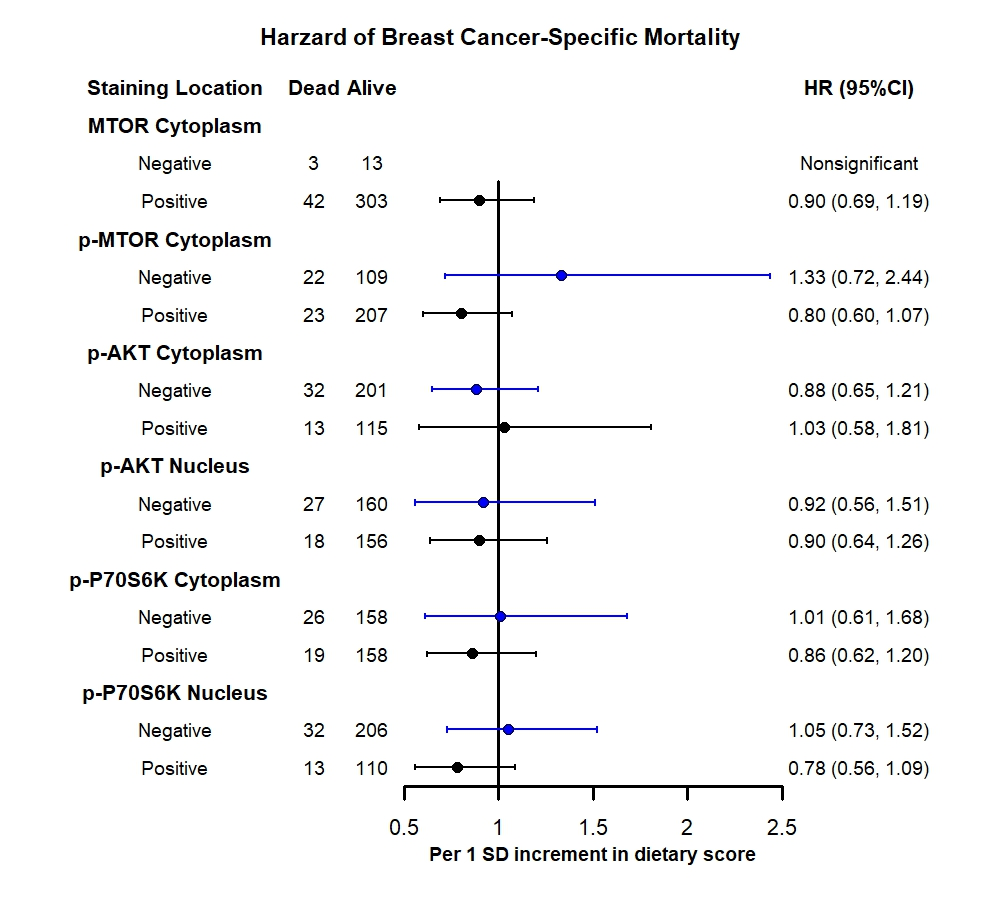 Harzard of Breast Cancer-Specific Mortality
Staining Location Dead Alive HR (95%CI)
MTOR Cytoplasm
Negative 3 13 Nonsignificant
Positive 42 303 0.90 (0.69, 1.19)
p-MTOR Cytoplasm
Negative 22 109 1.33 (0.72, 2.44)
Positive 23 207 0.80 (0.60, 1.07)
p-AKT Cytoplasm
Negative 32 201 0.88 (0.65, 1.21)
Positive 13 115 1.03 (0.58, 1.81)
p-AKT Nucleus
Negative 27 160 0.92 (0.56, 1.51)
Positive 18 156 0.90 (0.64, 1.26)
p-P70S6K Cytoplasm
Negative 26 158 1.01 (0.61, 1.68)
Positive 19 158 0.86 (0.62, 1.20)
p-P70S6K Nucleus
Negative 32 206 1.05 (0.73, 1.52)
Positive 13 110 0.78 (0.56, 1.09)
0.5 1 1.5 2 2.5
Per 1 SD increment in dietary score